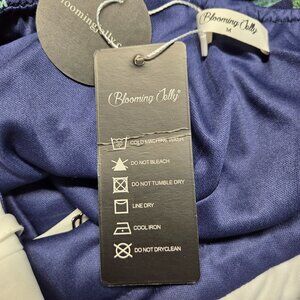 bloomingjelly.c
Blooming Jelly
M
Blooming Jelly®
COLD MACHINE WASH
DO NOT BLEACH
DO NOT TUMBLE DRY
LINE DRY
COOL IRON
DO NOT DRYCLEAN